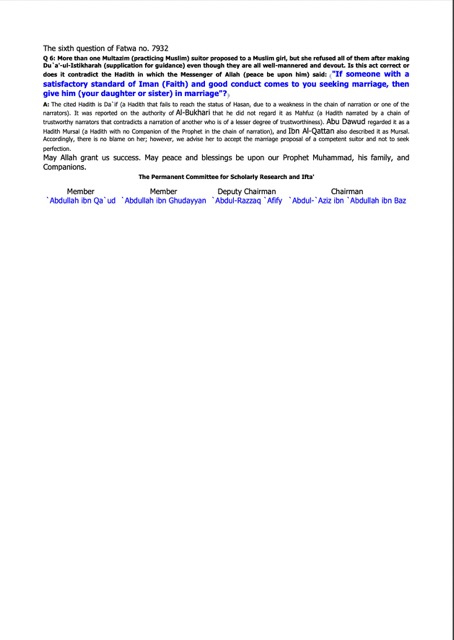 The sixth question of Fatwa no. 7932
Q 6: More than one Multazim (practicing Muslim) suitor proposed to a Muslim girl, but she refused all of them after making
Du`a'-ul-Istikharah (supplication for guidance) even though they are all well-mannered and devout. Is this act correct or
does it contradict the Hadith in which the Messenger of Allah (peace be upon him) said: ("If someone with a
satisfactory standard of Iman (Faith) and good conduct comes to you seeking marriage, then
give him (your daughter or sister) in marriage"?)
A: The cited Hadith is Da`if (a Hadith that fails to reach the status of Hasan, due to a weakness in the chain of narration or one of the
narrators). It was reported on the authority of Al-Bukhari that he did not regard it as Mahfuz (a Hadith narrated by a chain of
trustworthy narrators that contradicts a narration of another who is of a lesser degree of trustworthiness). Abu Dawud regarded it as a
Hadith Mursal (a Hadith with no Companion of the Prophet in the chain of narration), and Ibn Al-Qattan also described it as Mursal.
Accordingly, there is no blame on her; however, we advise her to accept the marriage proposal of a competent suitor and not to seek
perfection.
May Allah grant us success. May peace and blessings be upon our Prophet Muhammad, his family, and
Companions.
The Permanent Committee for Scholarly Research and Ifta'
Member Member Deputy Chairman Chairman
`Abdullah ibn Qa`ud `Abdullah ibn Ghudayyan `Abdul-Razzaq `Afify `Abdul-`Aziz ibn `Abdullah ibn Baz